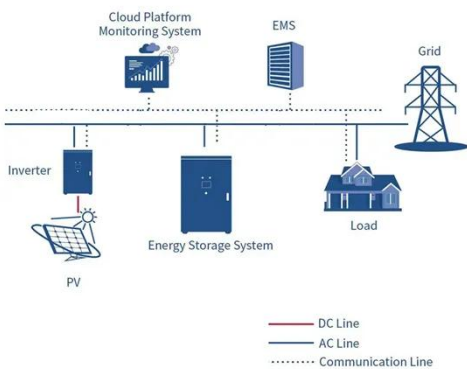 Cloud Platform
Monitoring System
EMS
Grid
Inverter
Energy Storage System
Load
PV
DC Line
AC Line
Communication Line